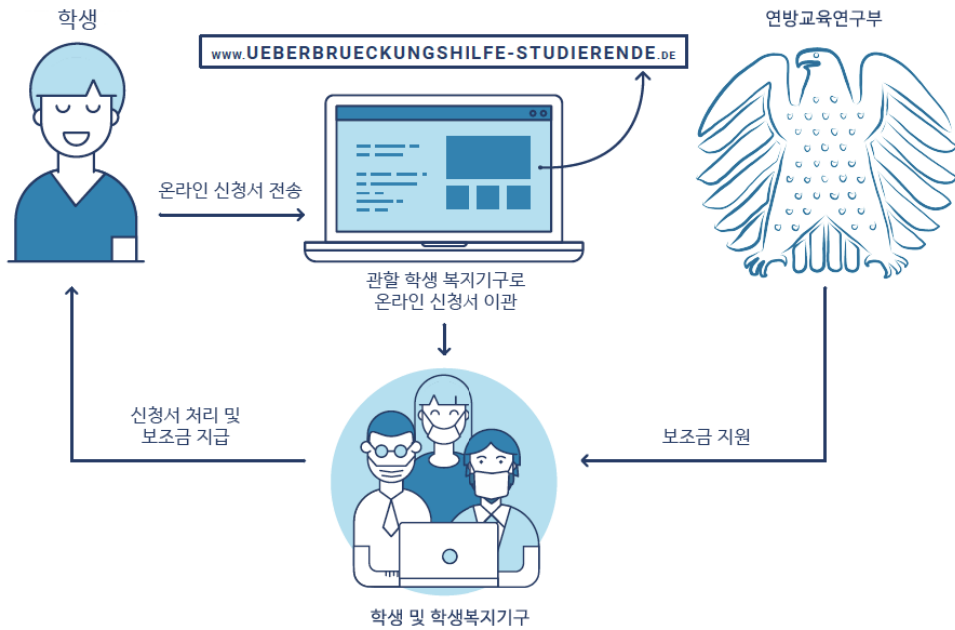 학생
연방교육연구부
www.UEBERBRUECKUNGSHILFE-STUDIERENDE.DE
온라인 신청서 전송
관할 학생 복지기구로
온라인 신청서 이관
신청서 처리 및
보조금 지급
보조금 지원
학생 및 학생복지기구